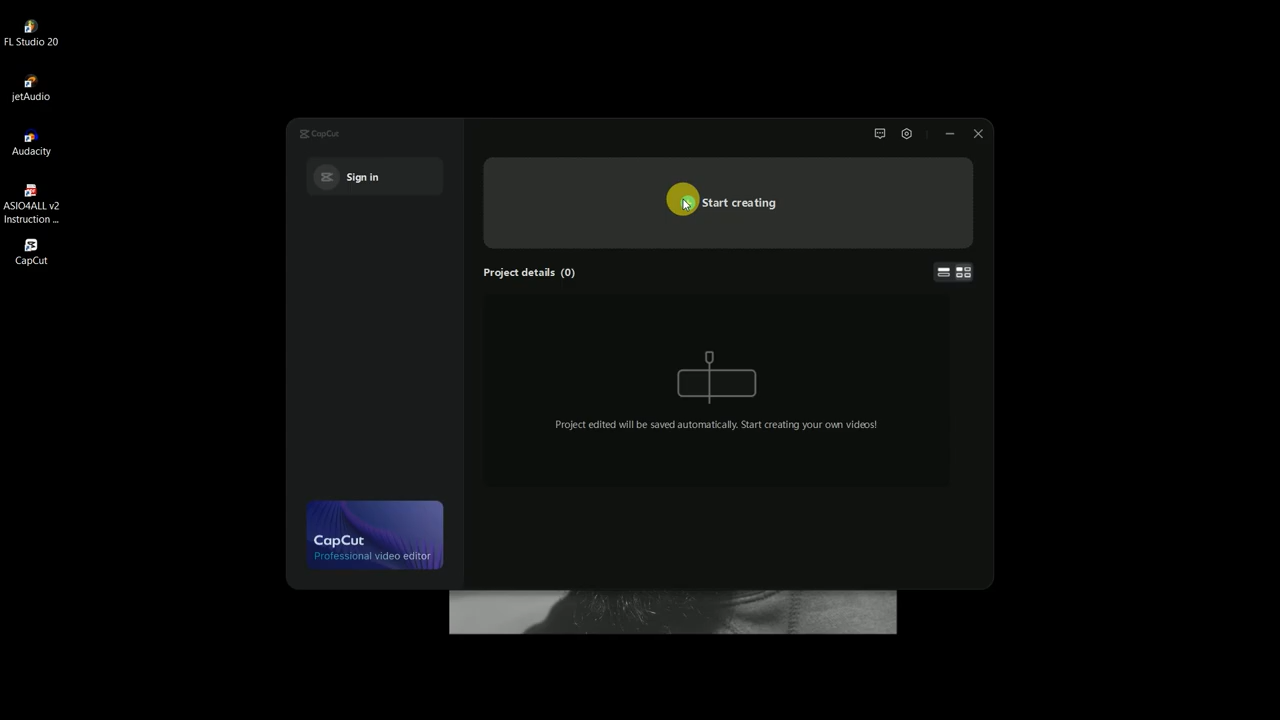 FL Studio 20
jetAudio
Audacity
ASIO4ALL v2
Instruction ...
CapCut
CapCut
Sign in
Start creating
Project details (0)
Project edited will be saved automatically. Start creating your own videos!
CapCut
Professional video editor